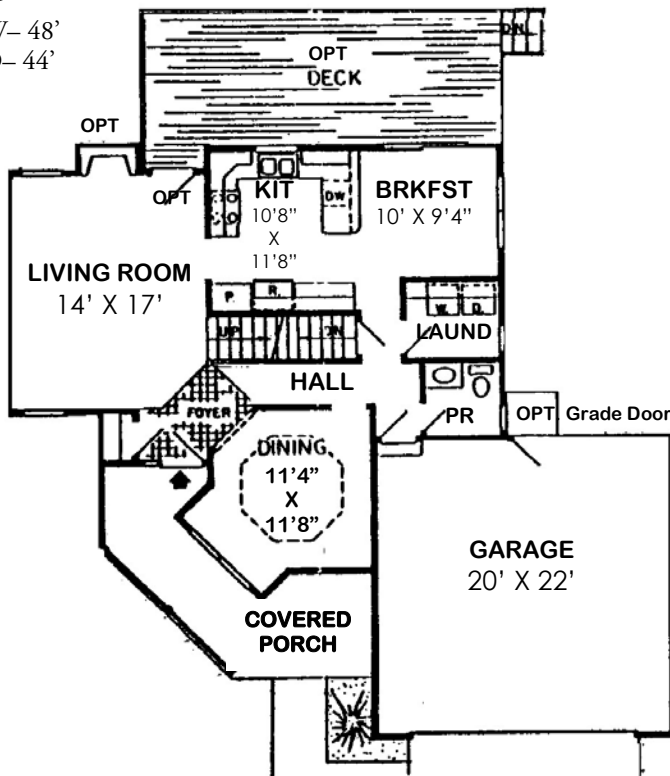 W– 48'
D– 44'
OPT
DECK
DN
OPT
OPT
KIT
10'8"
X
11'8"
DW
BRKFST
10' X 9'4"
LIVING ROOM
14' X 17'
P.
R.
W.
D.
LAUND
UP
DN
HALL
FOYER
PR
OPT Grade Door
DINING
11'4"
X
11'8"
GARAGE
20' X 22'
COVERED
PORCH